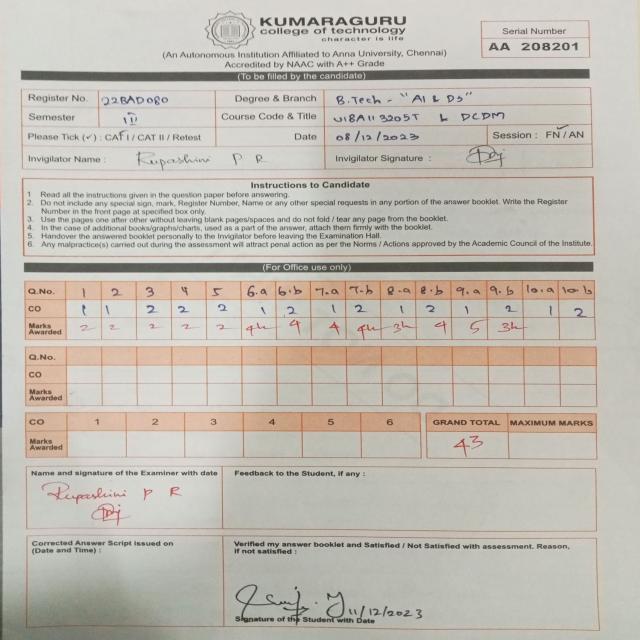 KUMARAGURU
college of technology
character is life
(An Autonomous Institution Affiliated to Anna University, Chennai)
Accredited by NAAC with A++ Grade
Serial Number
AA 208201
(To be filled by the candidate)
Register No. 22BAD080 Degree & Branch B.Tech - "AI & DS"
Semester III Course Code & Title U18AII3205T & DCDM
Please Tick (✓) : CAT I / CAT II / Retest Date 08/12/2023 Session : FN / AN
Invigilator Name : Rupashini P R Invigilator Signature :
Instructions to Candidate
1 Read all the instructions given in the question paper before answering.
2. Do not include any special sign, mark, Register Number, Name or any other special requests in any portion of the answer booklet. Write the Register
Number in the front page at specified box only.
3. Use the pages one after other without leaving blank pages/spaces and do not fold / tear any page from the booklet.
4. In the case of additional books/graphs/charts, used as a part of the answer, attach them firmly with the booklet.
5. Handover the answered booklet personally to the Invigilator before leaving the Examination Hall.
6. Any malpractice(s) carried out during the assessment will attract penal action as per the Norms / Actions approved by the Academic Council of the Institute.
(For Office use only)
Q.No. 1 2 3 4 5 6.a 6.b 7.a 7.b 8.a 8.b 9.a 9.b 10.a 10.b
CO 1 1 2 2 2 1 2 1 2 1 2 1 2 1 2
Marks Awarded 2 2 2 2 2 4½ 4 4 4½ 3½ 4 5 3½
Q.No.
CO
Marks Awarded
CO 1 2 3 4 5 6 GRAND TOTAL MAXIMUM MARKS
Marks Awarded 43
Name and signature of the Examiner with date Feedback to the Student, if any :
Rupashini P R
Corrected Answer Script issued on
(Date and Time) :
Verified my answer booklet and Satisfied / Not Satisfied with assessment. Reason,
if not satisfied :
11/12/2023
Signature of the Student with Date